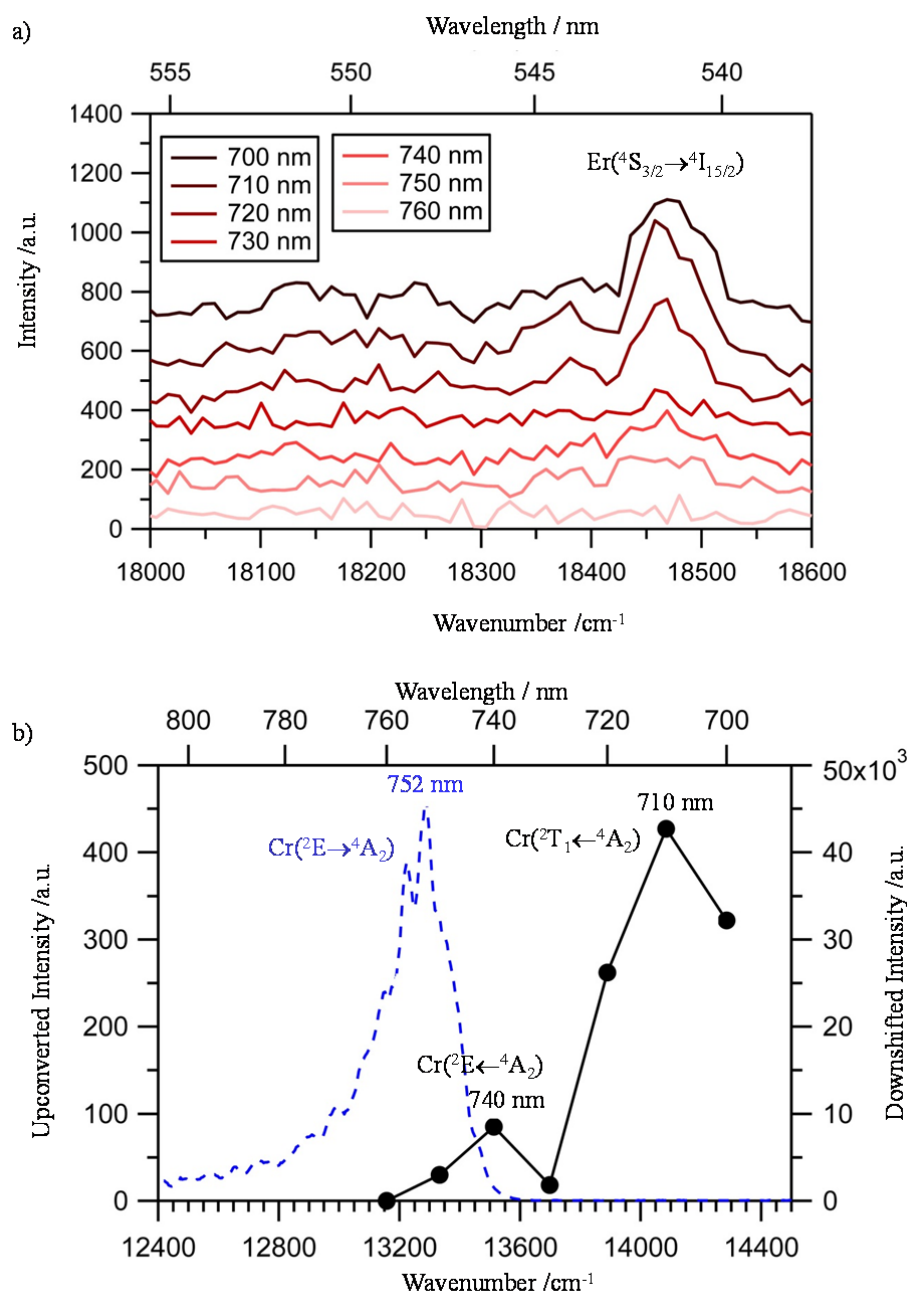 a)
Wavelength / nm
555 550 545 540
1400
1200
1000
800
600
400
200
0
Intensity /a.u.
700 nm
710 nm
720 nm
730 nm
740 nm
750 nm
760 nm
Er(⁴S₃/₂→⁴I₁₅/₂)
18000 18100 18200 18300 18400 18500 18600
Wavenumber /cm⁻¹
b)
Wavelength / nm
800 780 760 740 720 700
500
400
300
200
100
0
Upconverted Intensity /a.u.
752 nm
Cr(²E→⁴A₂)
710 nm
Cr(²T₁←⁴A₂)
Cr(²E←⁴A₂)
740 nm
50x10³
40
30
20
10
0
Downshifted Intensity /a.u.
12400 12800 13200 13600 14000 14400
Wavenumber /cm⁻¹